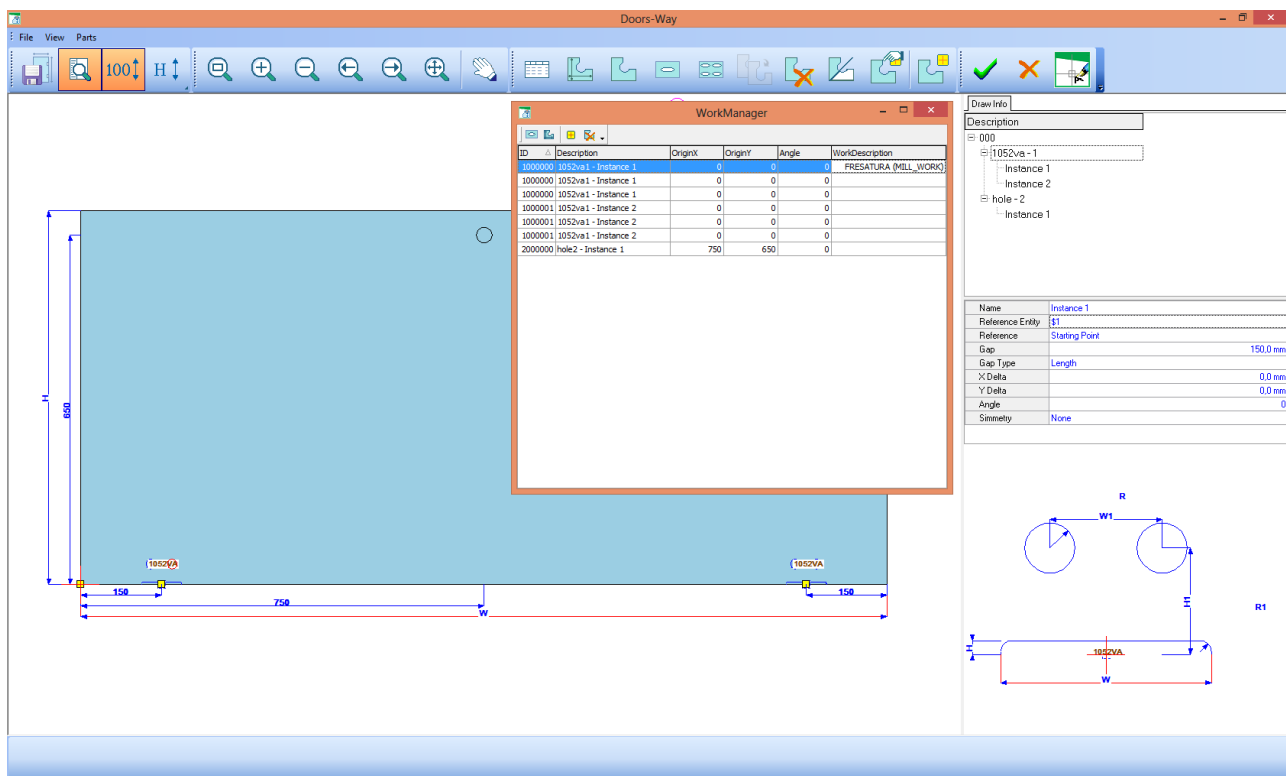 Doors-Way
File View Parts
100 H
WorkManager
ID Description OriginX OriginY Angle WorkDescription
1000000 1052va1 - Instance 1 0 0 0 FRESATURA (MILL_WORK)
1000000 1052va1 - Instance 1 0 0 0
1000000 1052va1 - Instance 1 0 0 0
1000001 1052va1 - Instance 2 0 0 0
1000001 1052va1 - Instance 2 0 0 0
1000001 1052va1 - Instance 2 0 0 0
2000000 hole2 - Instance 1 750 650 0
H
650
1052VA
1052VA
150
750
150
W
Draw Info
Description
000
1052va - 1
Instance 1
Instance 2
hole - 2
Instance 1
Name Instance 1
Reference Entity $1
Reference Starting Point
Gap 150,0 mm
Gap Type Length
X Delta 0,0 mm
Y Delta 0,0 mm
Angle 0
Simmetry None
R
W1
H1
R1
H
1052VA
W